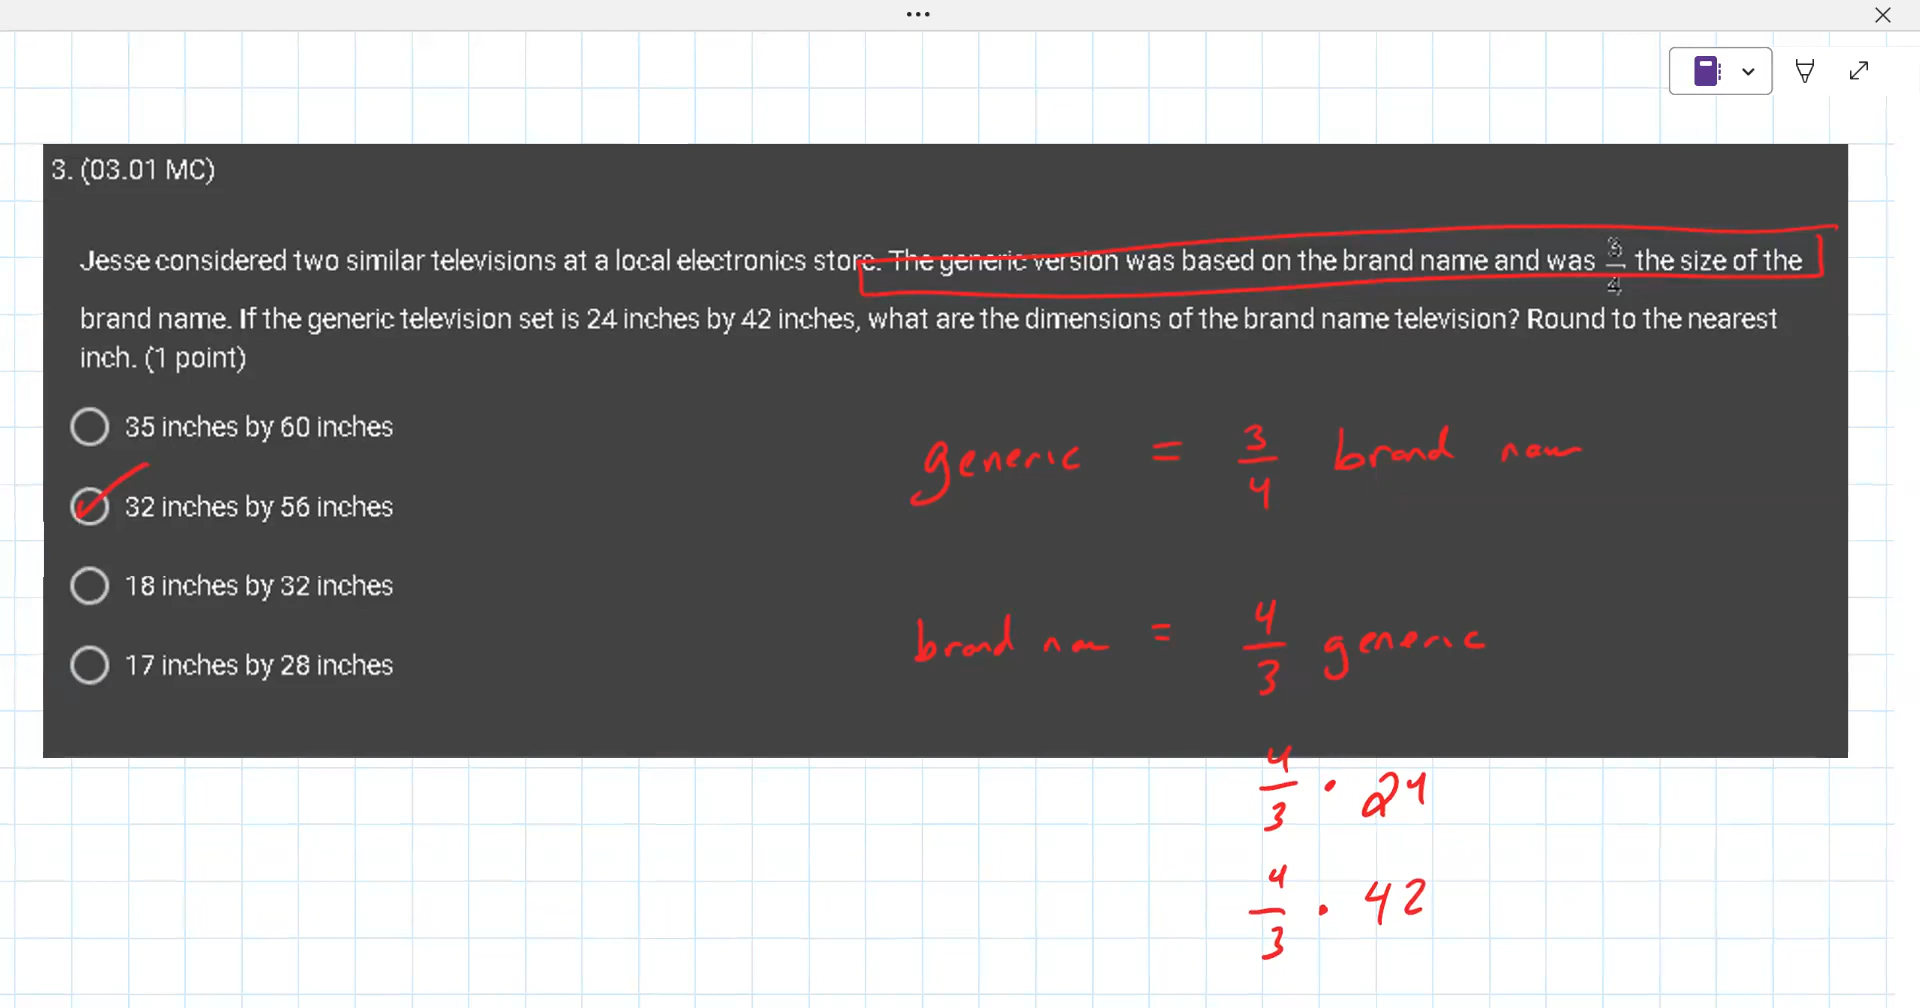 3. (03.01 MC)
Jesse considered two similar televisions at a local electronics store. The generic version was based on the brand name and was 3/4 the size of the
brand name. If the generic television set is 24 inches by 42 inches, what are the dimensions of the brand name television? Round to the nearest
inch. (1 point)
35 inches by 60 inches
32 inches by 56 inches
18 inches by 32 inches
17 inches by 28 inches
generic = 3/4 brand nam
brand nam = 4/3 generic
4/3 · 24
4/3 · 42